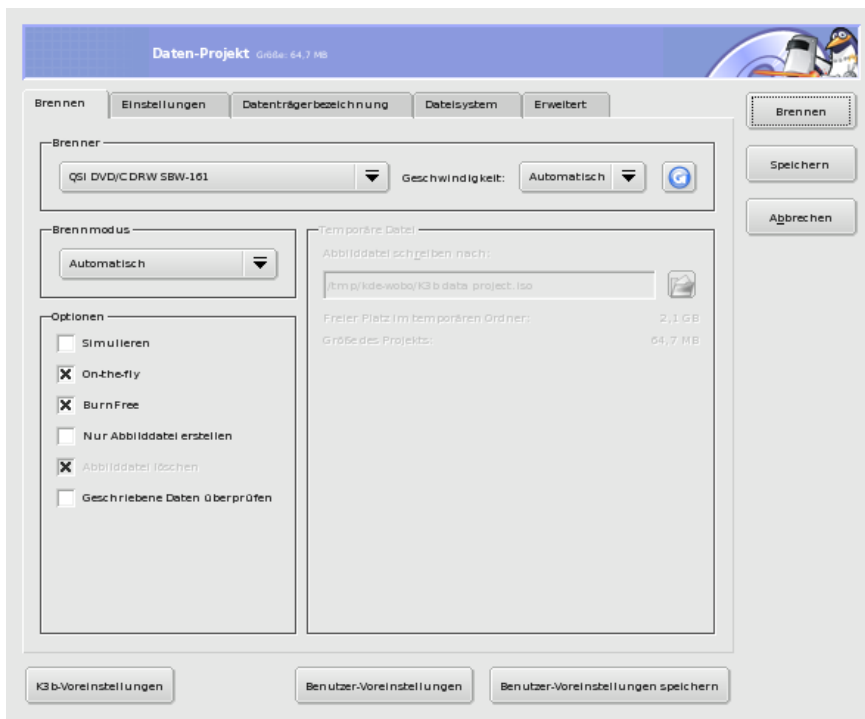 Daten-Projekt Größe: 64,7 MB
Brennen Einstellungen Datenträgerbezeichnung Dateisystem Erweitert
Brennen
Speichern
Abbrechen
Brenner
QSI DVD/CDRW SBW-161 Geschwindigkeit: Automatisch
Brennmodus
Automatisch
Temporäre Datei
Abbilddatei schreiben nach:
/tmp/kde-wobo/K3b data project.iso
Freier Platz im temporären Ordner: 2,1 GB
Größe des Projekts: 64,7 MB
Optionen
Simulieren
On-the-fly
BurnFree
Nur Abbilddatei erstellen
Abbilddatei löschen
Geschriebene Daten überprüfen
K3b-Voreinstellungen Benutzer-Voreinstellungen Benutzer-Voreinstellungen speichern